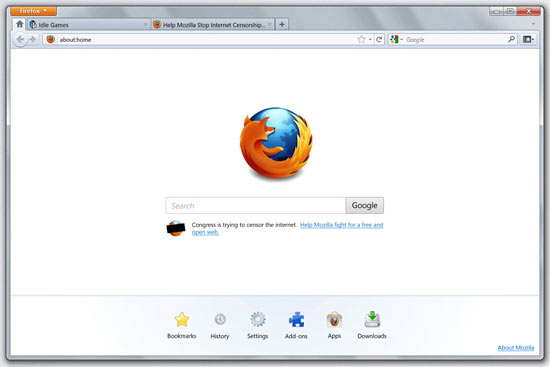 firefox
Idle Games
Help Mozilla Stop Internet Censorship...
about:home
Google
Search
Google
Congress is trying to censor the internet. Help Mozilla fight for a free and
open web.
Bookmarks
History
Settings
Add-ons
Apps
Downloads
About Mozilla